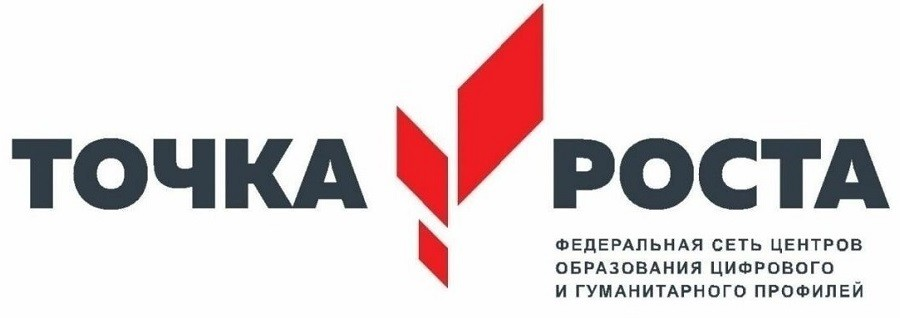 ТОЧКА РОСТА
ФЕДЕРАЛЬНАЯ СЕТЬ ЦЕНТРОВ
ОБРАЗОВАНИЯ ЦИФРОВОГО
И ГУМАНИТАРНОГО ПРОФИЛЕЙ